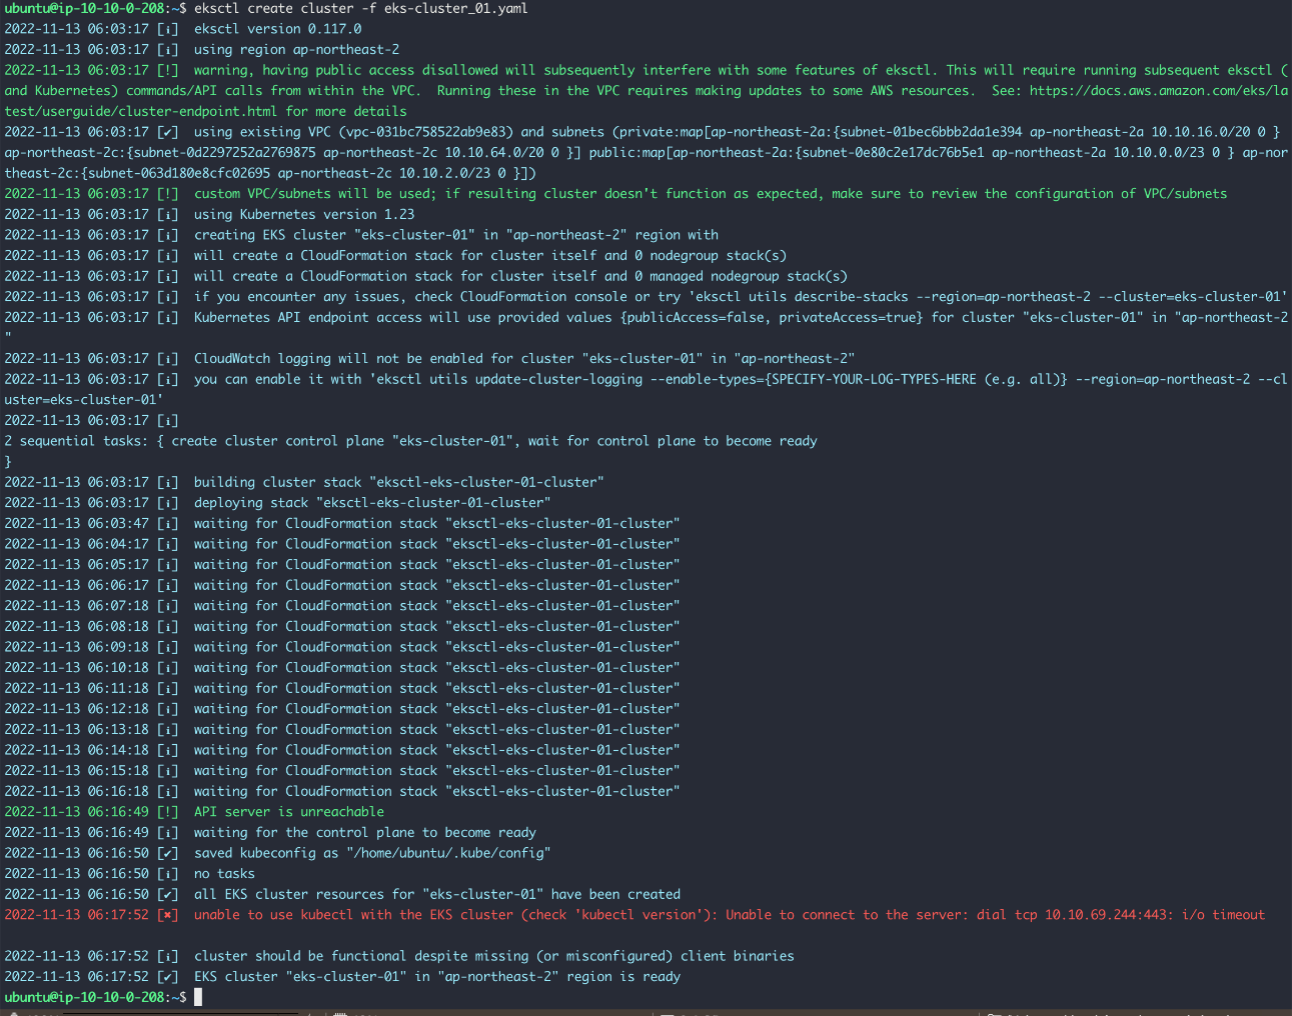 ubuntu@ip-10-10-0-208:~$ eksctl create cluster -f eks-cluster_01.yaml
2022-11-13 06:03:17 [ℹ]  eksctl version 0.117.0
2022-11-13 06:03:17 [ℹ]  using region ap-northeast-2
2022-11-13 06:03:17 [!]  warning, having public access disallowed will subsequently interfere with some features of eksctl. This will require running subsequent eksctl (
and Kubernetes) commands/API calls from within the VPC.  Running these in the VPC requires making updates to some AWS resources.  See: https://docs.aws.amazon.com/eks/la
test/userguide/cluster-endpoint.html for more details
2022-11-13 06:03:17 [✔]  using existing VPC (vpc-031bc758522ab9e83) and subnets (private:map[ap-northeast-2a:{subnet-01bec6bbb2da1e394 ap-northeast-2a 10.10.16.0/20 0 }
ap-northeast-2c:{subnet-0d2297252a2769875 ap-northeast-2c 10.10.64.0/20 0 }] public:map[ap-northeast-2a:{subnet-0e80c2e17dc76b5e1 ap-northeast-2a 10.10.0.0/23 0 } ap-nor
theast-2c:{subnet-063d180e8cfc02695 ap-northeast-2c 10.10.2.0/23 0 }])
2022-11-13 06:03:17 [!]  custom VPC/subnets will be used; if resulting cluster doesn't function as expected, make sure to review the configuration of VPC/subnets
2022-11-13 06:03:17 [ℹ]  using Kubernetes version 1.23
2022-11-13 06:03:17 [ℹ]  creating EKS cluster "eks-cluster-01" in "ap-northeast-2" region with
2022-11-13 06:03:17 [ℹ]  will create a CloudFormation stack for cluster itself and 0 nodegroup stack(s)
2022-11-13 06:03:17 [ℹ]  will create a CloudFormation stack for cluster itself and 0 managed nodegroup stack(s)
2022-11-13 06:03:17 [ℹ]  if you encounter any issues, check CloudFormation console or try 'eksctl utils describe-stacks --region=ap-northeast-2 --cluster=eks-cluster-01'
2022-11-13 06:03:17 [ℹ]  Kubernetes API endpoint access will use provided values {publicAccess=false, privateAccess=true} for cluster "eks-cluster-01" in "ap-northeast-2
"
2022-11-13 06:03:17 [ℹ]  CloudWatch logging will not be enabled for cluster "eks-cluster-01" in "ap-northeast-2"
2022-11-13 06:03:17 [ℹ]  you can enable it with 'eksctl utils update-cluster-logging --enable-types={SPECIFY-YOUR-LOG-TYPES-HERE (e.g. all)} --region=ap-northeast-2 --cl
uster=eks-cluster-01'
2022-11-13 06:03:17 [ℹ]
2 sequential tasks: { create cluster control plane "eks-cluster-01", wait for control plane to become ready
}
2022-11-13 06:03:17 [ℹ]  building cluster stack "eksctl-eks-cluster-01-cluster"
2022-11-13 06:03:17 [ℹ]  deploying stack "eksctl-eks-cluster-01-cluster"
2022-11-13 06:03:47 [ℹ]  waiting for CloudFormation stack "eksctl-eks-cluster-01-cluster"
2022-11-13 06:04:17 [ℹ]  waiting for CloudFormation stack "eksctl-eks-cluster-01-cluster"
2022-11-13 06:05:17 [ℹ]  waiting for CloudFormation stack "eksctl-eks-cluster-01-cluster"
2022-11-13 06:06:17 [ℹ]  waiting for CloudFormation stack "eksctl-eks-cluster-01-cluster"
2022-11-13 06:07:18 [ℹ]  waiting for CloudFormation stack "eksctl-eks-cluster-01-cluster"
2022-11-13 06:08:18 [ℹ]  waiting for CloudFormation stack "eksctl-eks-cluster-01-cluster"
2022-11-13 06:09:18 [ℹ]  waiting for CloudFormation stack "eksctl-eks-cluster-01-cluster"
2022-11-13 06:10:18 [ℹ]  waiting for CloudFormation stack "eksctl-eks-cluster-01-cluster"
2022-11-13 06:11:18 [ℹ]  waiting for CloudFormation stack "eksctl-eks-cluster-01-cluster"
2022-11-13 06:12:18 [ℹ]  waiting for CloudFormation stack "eksctl-eks-cluster-01-cluster"
2022-11-13 06:13:18 [ℹ]  waiting for CloudFormation stack "eksctl-eks-cluster-01-cluster"
2022-11-13 06:14:18 [ℹ]  waiting for CloudFormation stack "eksctl-eks-cluster-01-cluster"
2022-11-13 06:15:18 [ℹ]  waiting for CloudFormation stack "eksctl-eks-cluster-01-cluster"
2022-11-13 06:16:18 [ℹ]  waiting for CloudFormation stack "eksctl-eks-cluster-01-cluster"
2022-11-13 06:16:49 [!]  API server is unreachable
2022-11-13 06:16:49 [ℹ]  waiting for the control plane to become ready
2022-11-13 06:16:50 [✔]  saved kubeconfig as "/home/ubuntu/.kube/config"
2022-11-13 06:16:50 [ℹ]  no tasks
2022-11-13 06:16:50 [✔]  all EKS cluster resources for "eks-cluster-01" have been created
2022-11-13 06:17:52 [✖]  unable to use kubectl with the EKS cluster (check 'kubectl version'): Unable to connect to the server: dial tcp 10.10.69.244:443: i/o timeout
2022-11-13 06:17:52 [ℹ]  cluster should be functional despite missing (or misconfigured) client binaries
2022-11-13 06:17:52 [✔]  EKS cluster "eks-cluster-01" in "ap-northeast-2" region is ready
ubuntu@ip-10-10-0-208:~$